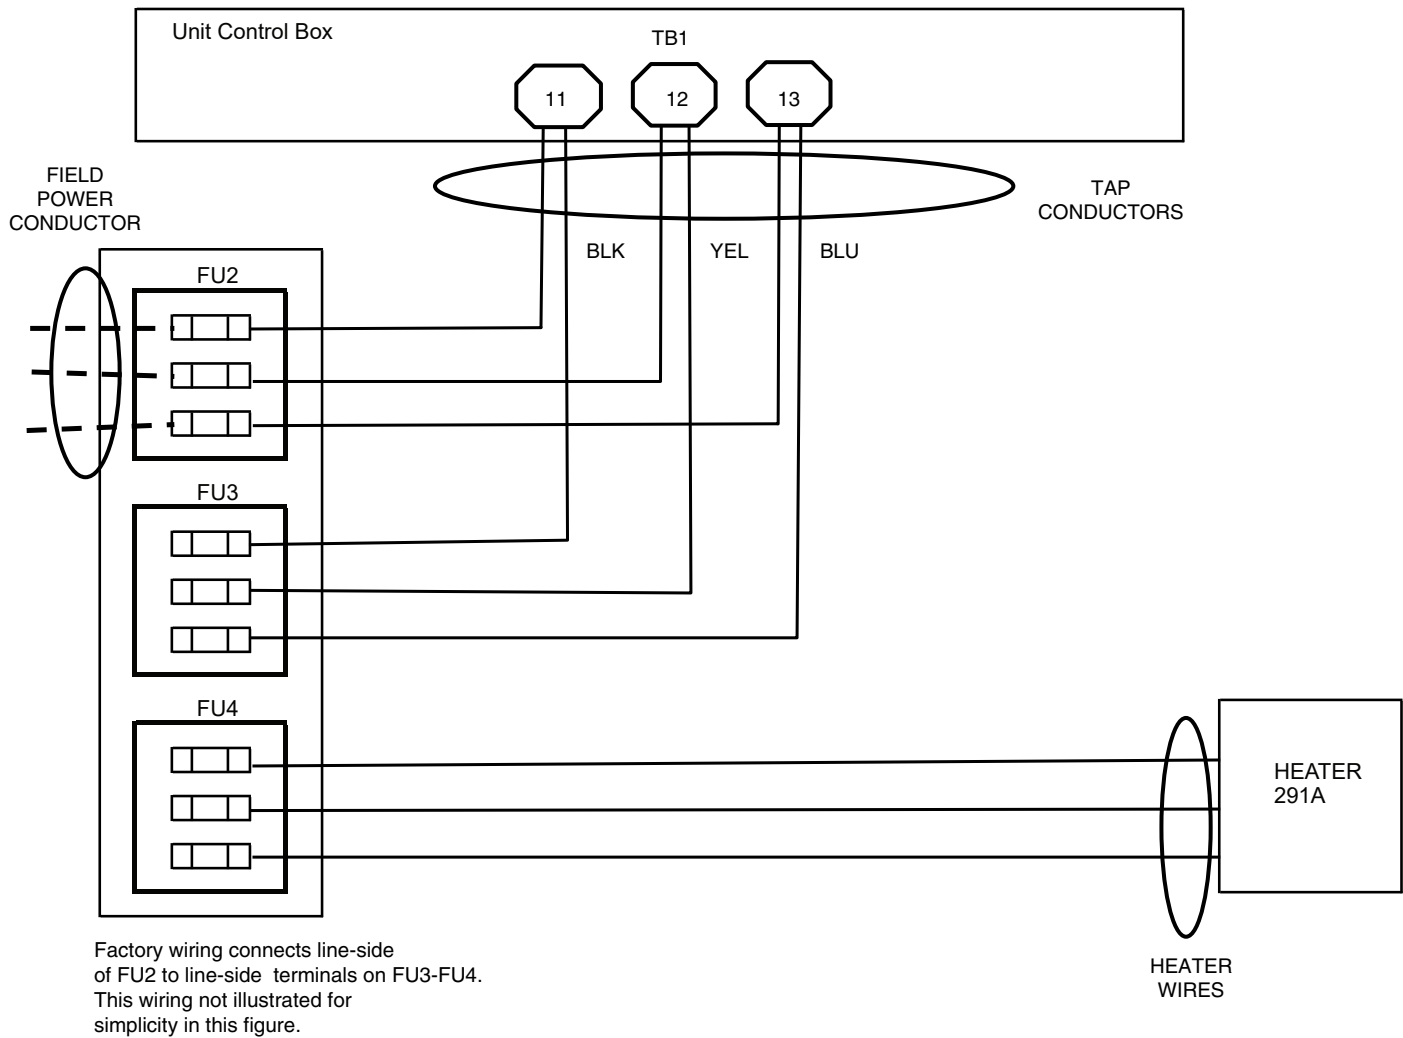 Unit Control Box
TB1
11
12
13
FIELD
POWER
CONDUCTOR
TAP
CONDUCTORS
BLK
YEL
BLU
FU2
FU3
FU4
HEATER
291A
Factory wiring connects line-side
of FU2 to line-side terminals on FU3-FU4.
This wiring not illustrated for
simplicity in this figure.
HEATER
WIRES